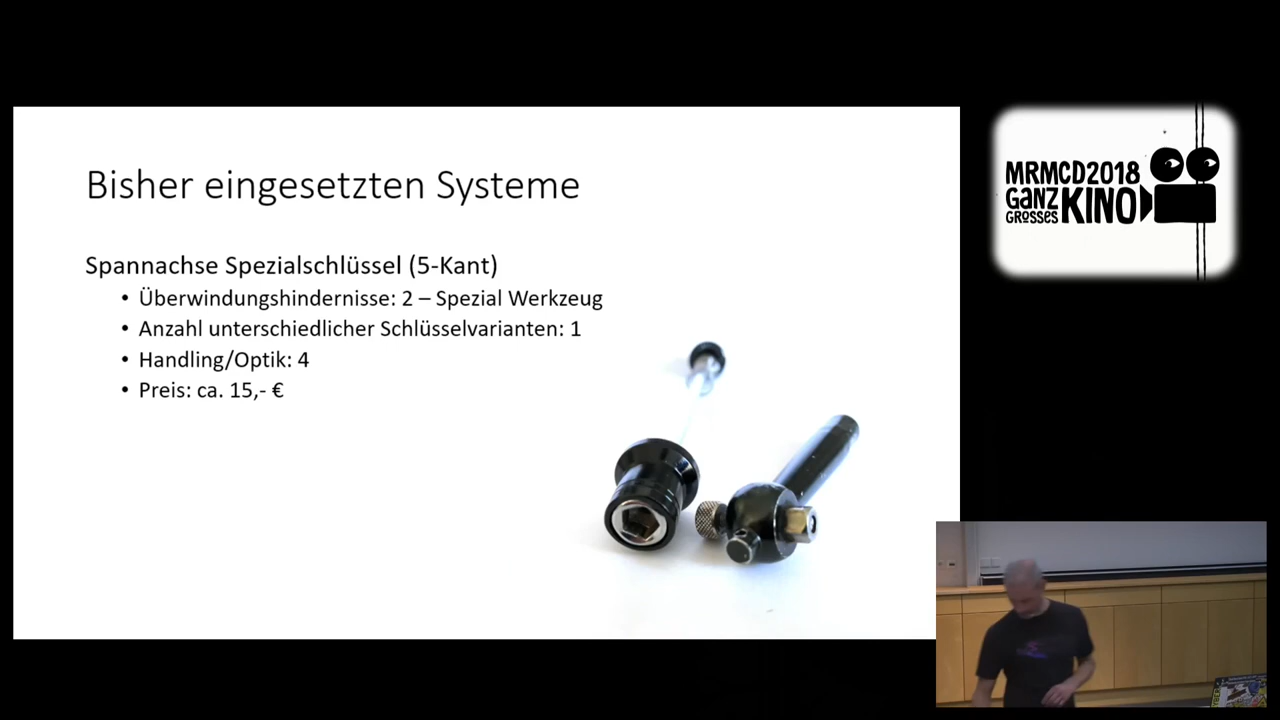 Bisher eingesetzten Systeme
Spannachse Spezialschlüssel (5-Kant)
• Überwindungshindernisse: 2 – Spezial Werkzeug
• Anzahl unterschiedlicher Schlüsselvarianten: 1
• Handling/Optik: 4
• Preis: ca. 15,- €
MRMCD2018
GANZ
GROSSES
KINO